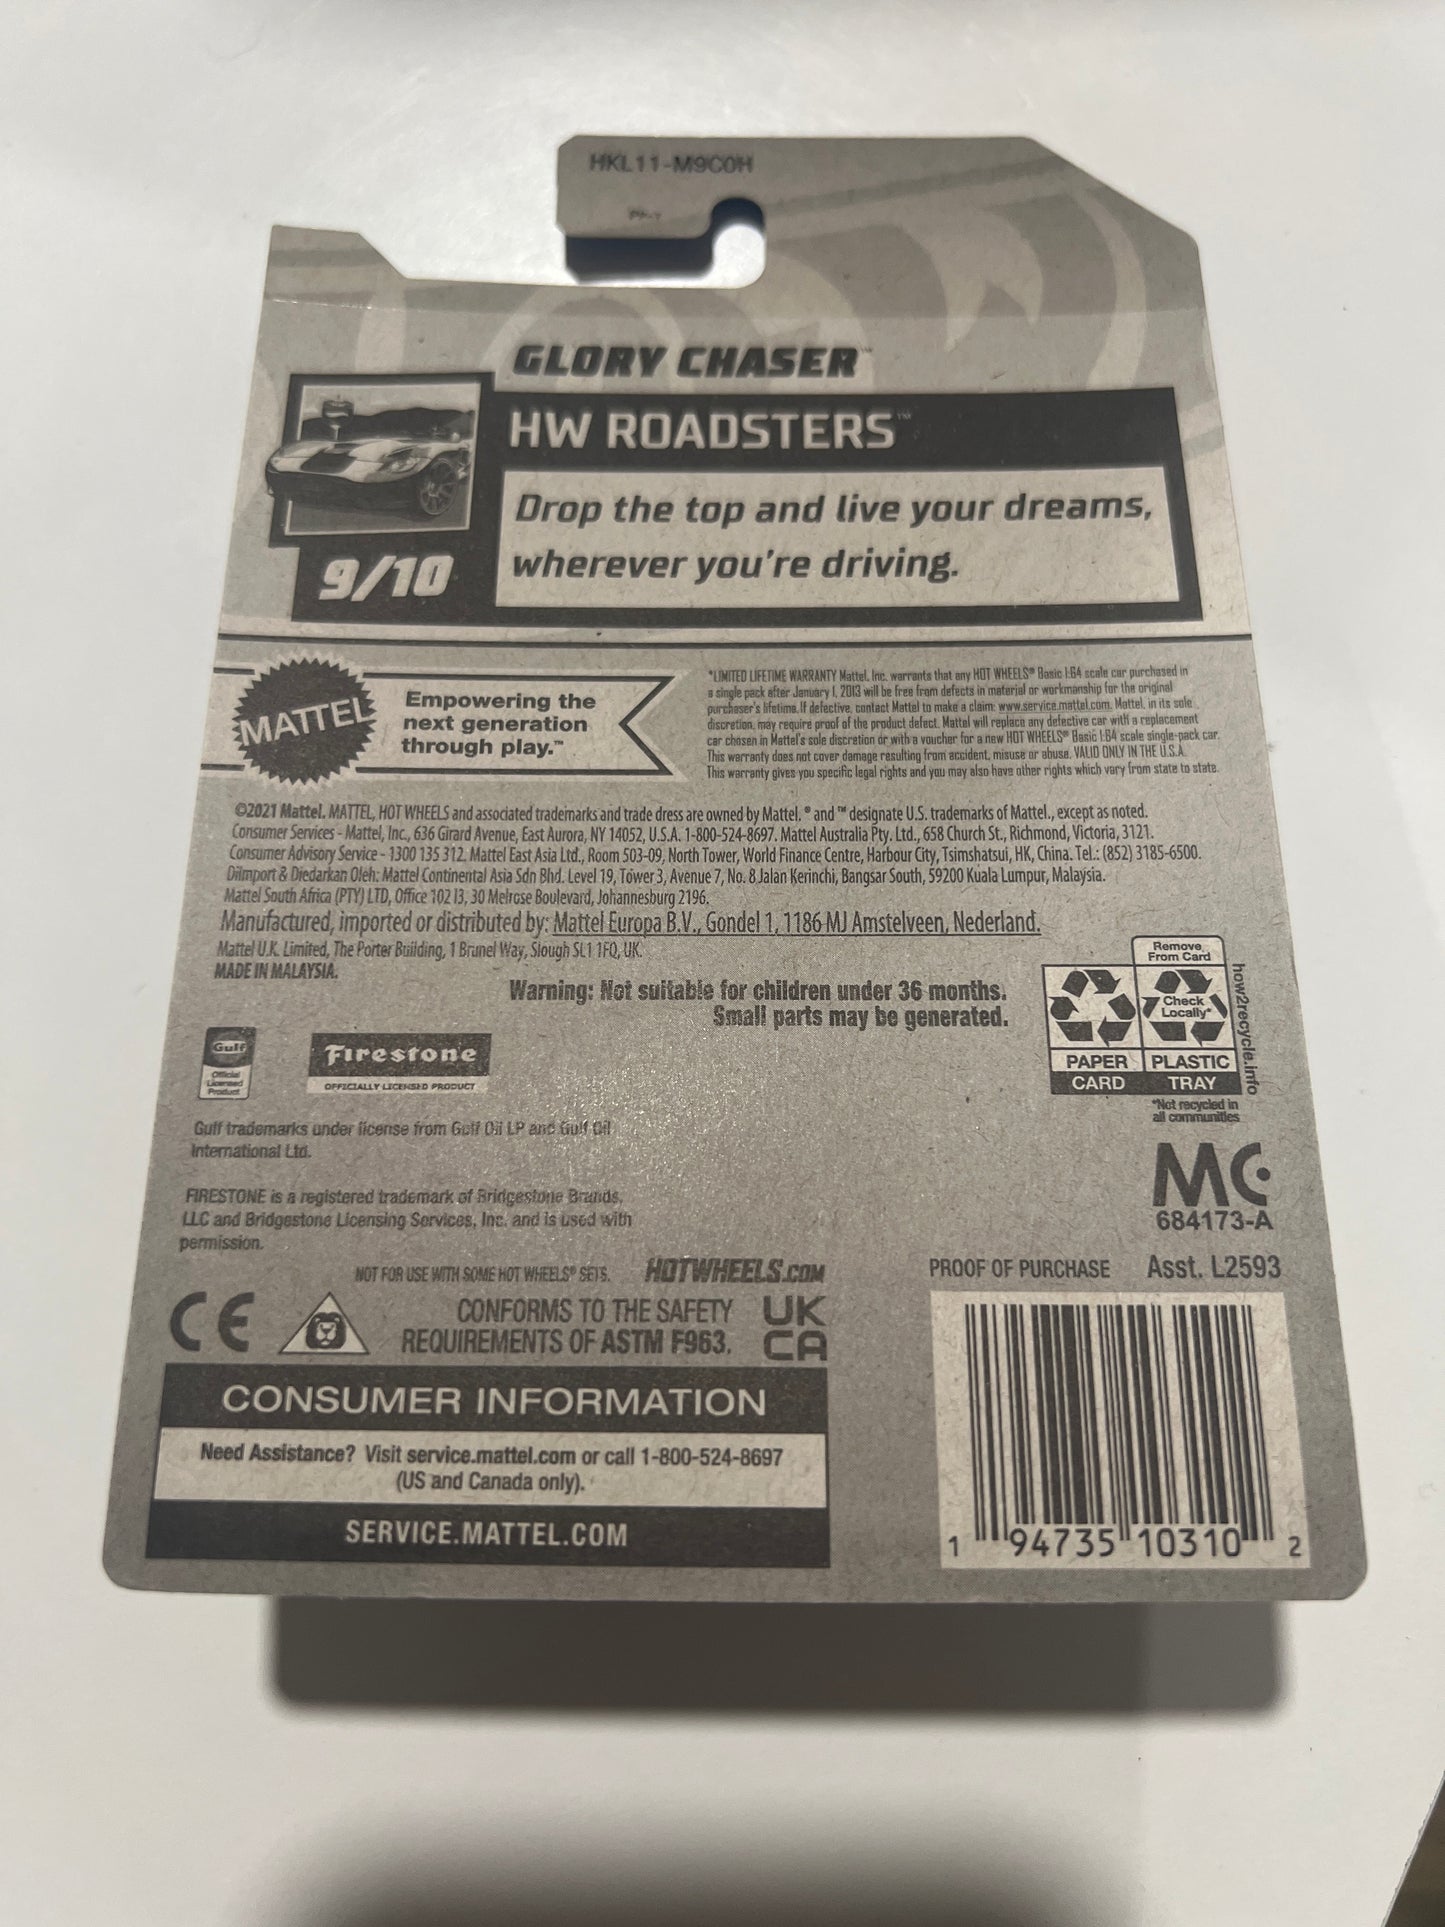 HKL11-M9C0H
GLORY CHASER™
HW ROADSTERS™
Drop the top and live your dreams,
wherever you're driving.
9/10
MATTEL
Empowering the
next generation
through play.™
*LIMITED LIFETIME WARRANTY Mattel, Inc. warrants that any HOT WHEELS® Basic 1:64 scale car purchased in
a single pack after January 1, 2013 will be free from defects in material or workmanship for the original
purchaser's lifetime. If defective, contact Mattel to make a claim: www.service.mattel.com. Mattel, in its sole
discretion, may require proof of the product defect. Mattel will replace any defective car with a replacement
car chosen in Mattel's sole discretion or with a voucher for a new HOT WHEELS® Basic 1:64 scale single-pack car.
This warranty does not cover damage resulting from accident, misuse or abuse. VALID ONLY IN THE U.S.A.
This warranty gives you specific legal rights and you may also have other rights which vary from state to state.
©2021 Mattel. MATTEL, HOT WHEELS and associated trademarks and trade dress are owned by Mattel. ® and ™ designate U.S. trademarks of Mattel., except as noted.
Consumer Services - Mattel, Inc., 636 Girard Avenue, East Aurora, NY 14052, U.S.A. 1-800-524-8697. Mattel Australia Pty. Ltd., 658 Church St., Richmond, Victoria, 3121.
Consumer Advisory Service - 1300 135 312. Mattel East Asia Ltd., Room 503-09, North Tower, World Finance Centre, Harbour City, Tsimshatsui, HK, China. Tel.: (852) 3185-6500.
Diimport & Diedarkan Oleh: Mattel Continental Asia Sdn Bhd. Level 19, Tower 3, Avenue 7, No. 8 Jalan Kerinchi, Bangsar South, 59200 Kuala Lumpur, Malaysia.
Mattel South Africa (PTY) LTD, Office 102 I3, 30 Melrose Boulevard, Johannesburg 2196.
Manufactured, imported or distributed by: Mattel Europa B.V., Gondel 1, 1186 MJ Amstelveen, Nederland.
Mattel U.K. Limited, The Porter Building, 1 Brunel Way, Slough SL1 1FQ, UK.
MADE IN MALAYSIA.
Warning: Not suitable for children under 36 months.
Small parts may be generated.
Remove
From Card
Check
Locally*
PAPER
PLASTIC
CARD
TRAY
how2recycle.info
*Not recycled in
all communities
Gulf
Official
Licensed
Product
Firestone
OFFICIALLY LICENSED PRODUCT
Gulf trademarks under license from Gulf Oil LP and Gulf Oil
International Ltd.
MC
684173-A
FIRESTONE is a registered trademark of Bridgestone Brands,
LLC and Bridgestone Licensing Services, Inc. and is used with
permission.
NOT FOR USE WITH SOME HOT WHEELS® SETS.
HOTWHEELS.COM
PROOF OF PURCHASE
Asst. L2593
CE
CONFORMS TO THE SAFETY
REQUIREMENTS OF ASTM F963.
UK
CA
CONSUMER INFORMATION
Need Assistance? Visit service.mattel.com or call 1-800-524-8697
(US and Canada only).
SERVICE.MATTEL.COM
1 94735 10310 2